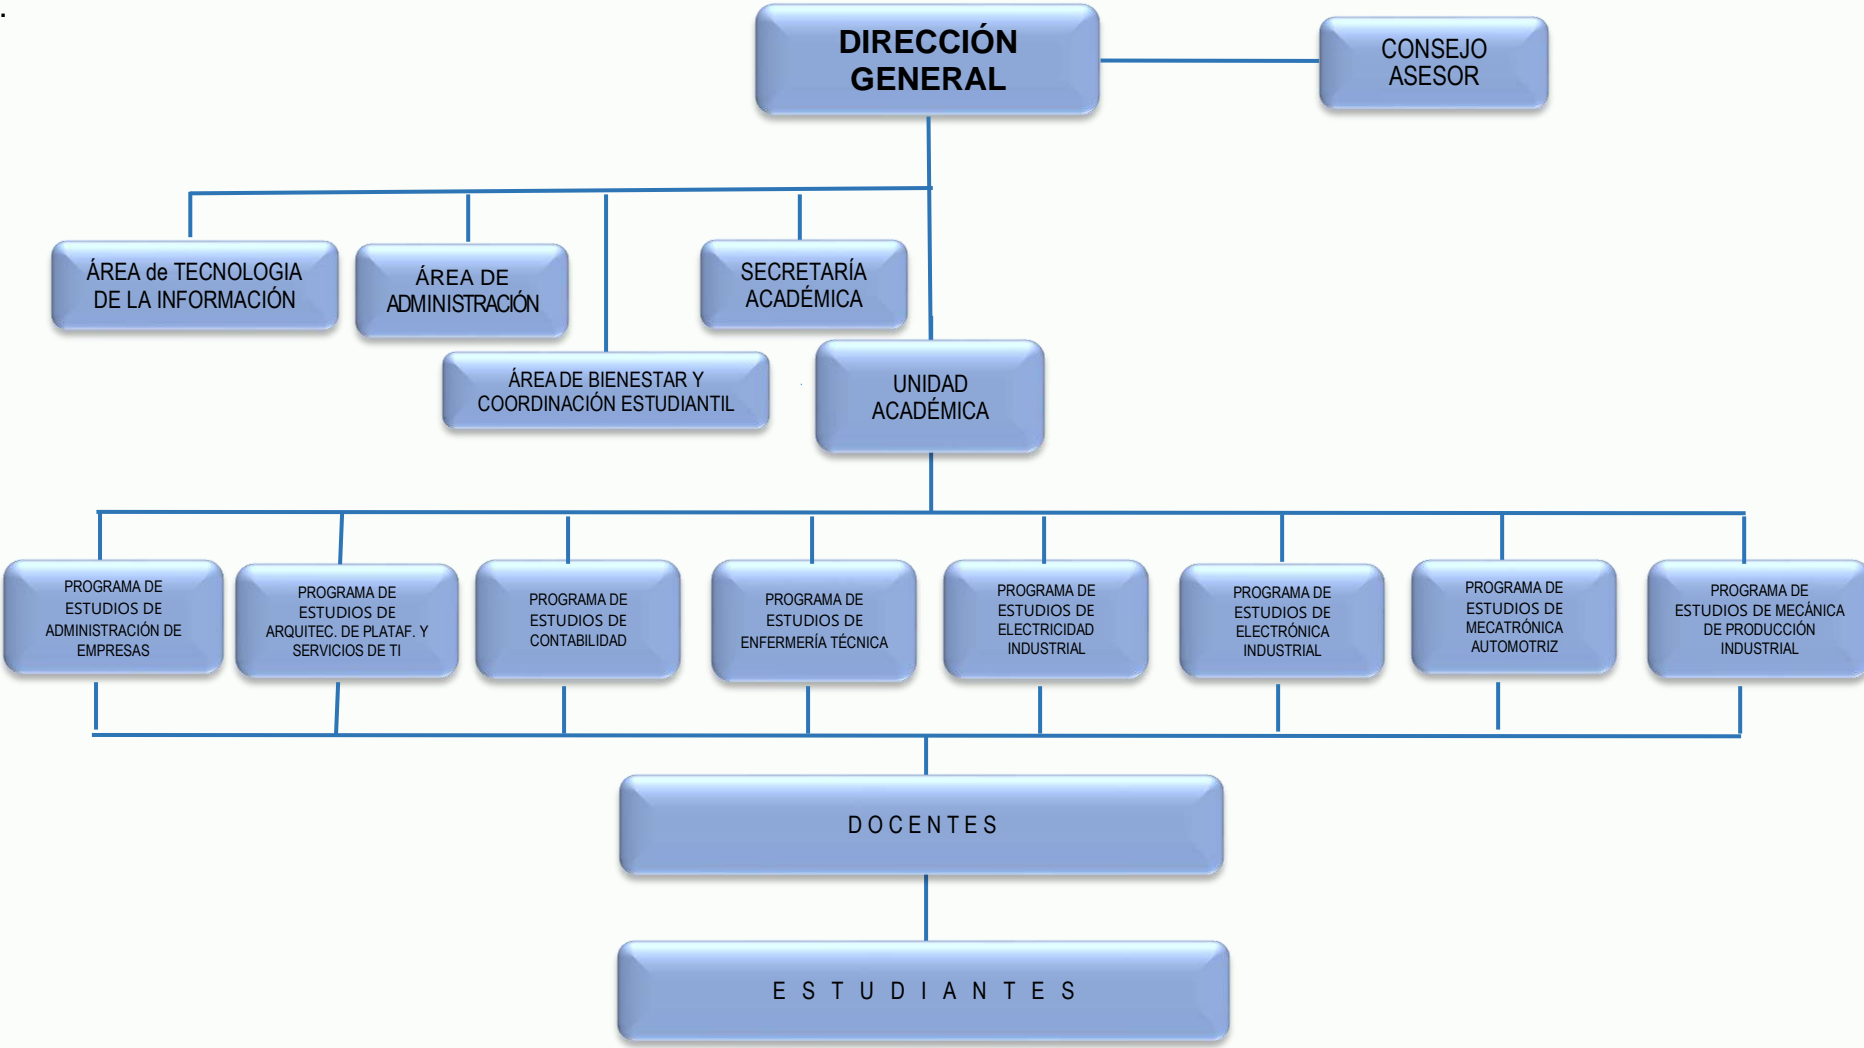 .
DIRECCIÓN
GENERAL
CONSEJO
ASESOR
ÁREA de TECNOLOGIA
DE LA INFORMACIÓN
ÁREA DE
ADMINISTRACIÓN
SECRETARÍA
ACADÉMICA
ÁREA DE BIENESTAR Y
COORDINACIÓN ESTUDIANTIL
UNIDAD
ACADÉMICA
PROGRAMA DE
ESTUDIOS DE
ADMINISTRACIÓN DE
EMPRESAS
PROGRAMA DE
ESTUDIOS DE
ARQUITEC. DE PLATAF. Y
SERVICIOS DE TI
PROGRAMA DE
ESTUDIOS DE
CONTABILIDAD
PROGRAMA DE
ESTUDIOS DE
ENFERMERÍA TÉCNICA
PROGRAMA DE
ESTUDIOS DE
ELECTRICIDAD
INDUSTRIAL
PROGRAMA DE
ESTUDIOS DE
ELECTRÓNICA
INDUSTRIAL
PROGRAMA DE
ESTUDIOS DE
MECATRÓNICA
AUTOMOTRIZ
PROGRAMA DE
ESTUDIOS DE MECÁNICA
DE PRODUCCIÓN
INDUSTRIAL
DOCENTES
ESTUDIANTES